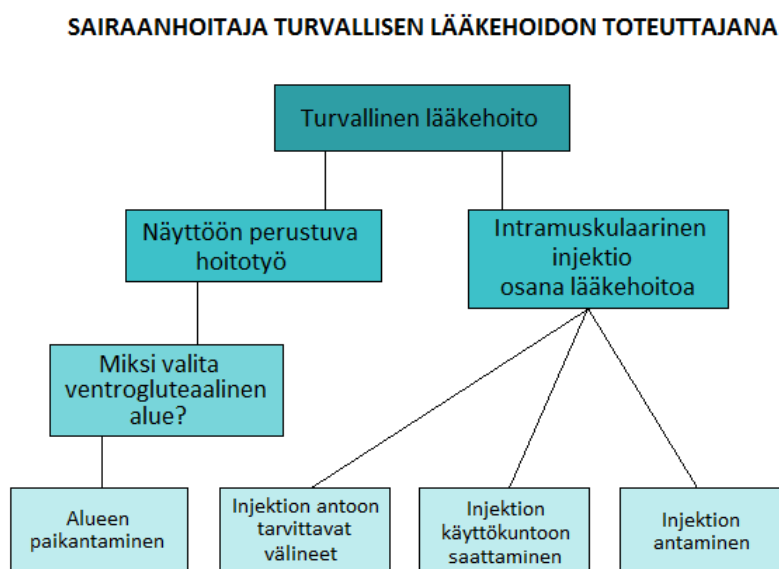 SAIRAANHOITAJA TURVALLISEN LÄÄKEHOIDON TOTEUTTAJANA
Turvallinen lääkehoito
Näyttöön perustuva
hoitotyö
Intramuskulaarinen
injektio
osana lääkehoitoa
Miksi valita
ventrogluteaalinen
alue?
Alueen
paikantaminen
Injektion antoon
tarvittavat
välineet
Injektion
käyttökuntoon
saattaminen
Injektion
antaminen